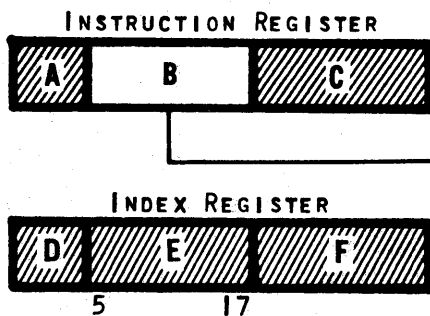 INSTRUCTION REGISTER
A B C
INDEX REGISTER
D E F
5 17